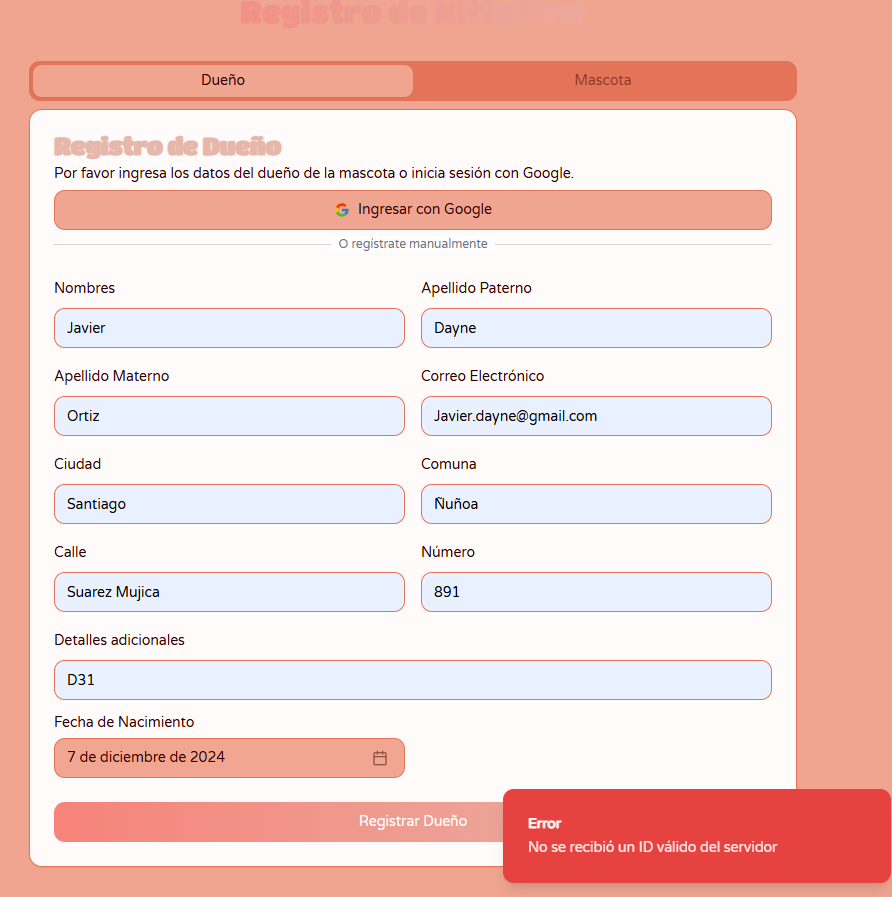 Registro de
Dueño
Mascota
Registro de Dueño
Por favor ingresa los datos del dueño de la mascota o inicia sesión con Google.
Ingresar con Google
O regístrate manualmente
Nombres
Apellido Paterno
Javier
Dayne
Apellido Materno
Correo Electrónico
Ortiz
Javier.dayne@gmail.com
Ciudad
Comuna
Santiago
Ñuñoa
Calle
Número
Suarez Mujica
891
Detalles adicionales
D31
Fecha de Nacimiento
7 de diciembre de 2024
Registrar Dueño
Error
No se recibió un ID válido del servidor